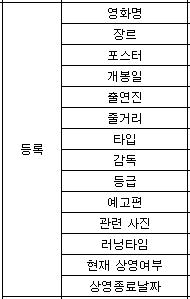 영화명
장르
포스터
개봉일
출연진
줄거리
타입
등록
감독
등급
예고편
관련 사진
러닝타임
현재 상영여부
상영종료날짜